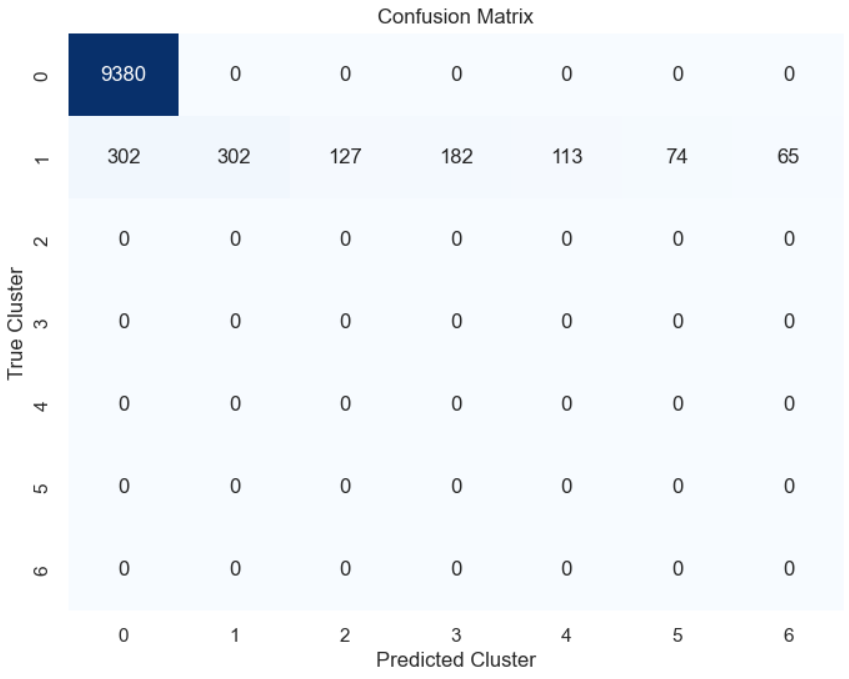 Confusion Matrix
0 9380 0 0 0 0 0 0
1 302 302 127 182 113 74 65
2 0 0 0 0 0 0 0
3 0 0 0 0 0 0 0
4 0 0 0 0 0 0 0
5 0 0 0 0 0 0 0
6 0 0 0 0 0 0 0
True Cluster
0 1 2 3 4 5 6
Predicted Cluster